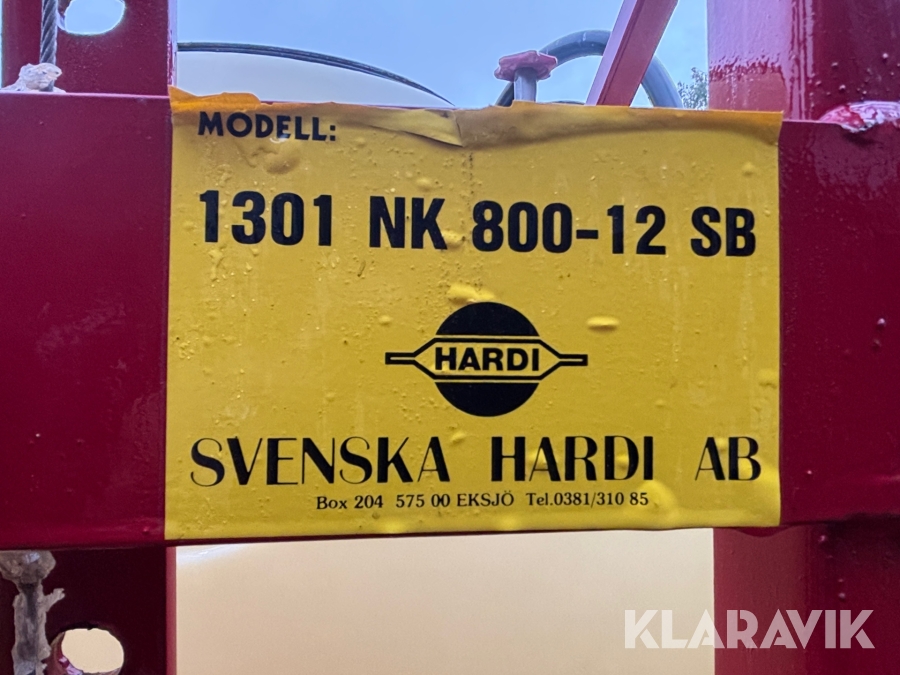 MODELL:
1301 NK 800-12 SB
HARDI
SVENSKA HARDI AB
Box 204 575 00 EKSJÖ Tel.0381/310 85
KLARAVIK